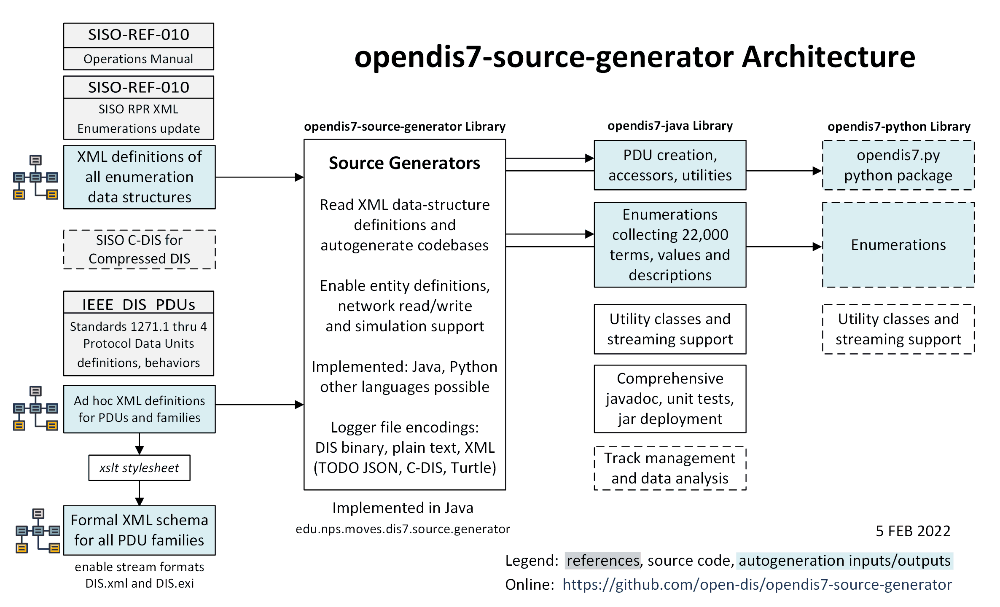 opendis7-source-generator Architecture
SISO-REF-010
Operations Manual
SISO-REF-010
SISO RPR XML
Enumerations update
XML definitions of
all enumeration
data structures
SISO C-DIS for
Compressed DIS
IEEE DIS PDUs
Standards 1271.1 thru 4
Protocol Data Units
definitions, behaviors
Ad hoc XML definitions
for PDUs and families
xslt stylesheet
Formal XML schema
for all PDU families
enable stream formats
DIS.xml and DIS.exi
opendis7-source-generator Library
Source Generators
Read XML data-structure
definitions and
autogenerate codebases
Enable entity definitions,
network read/write
and simulation support
Implemented: Java, Python
other languages possible
Logger file encodings:
DIS binary, plain text, XML
(TODO JSON, C-DIS, Turtle)
Implemented in Java
edu.nps.moves.dis7.source.generator
opendis7-java Library
PDU creation,
accessors, utilities
Enumerations
collecting 22,000
terms, values and
descriptions
Utility classes and
streaming support
Comprehensive
javadoc, unit tests,
jar deployment
Track management
and data analysis
opendis7-python Library
opendis7.py
python package
Enumerations
Utility classes and
streaming support
5 FEB 2022
Legend: references, source code, autogeneration inputs/outputs
Online: https://github.com/open-dis/opendis7-source-generator